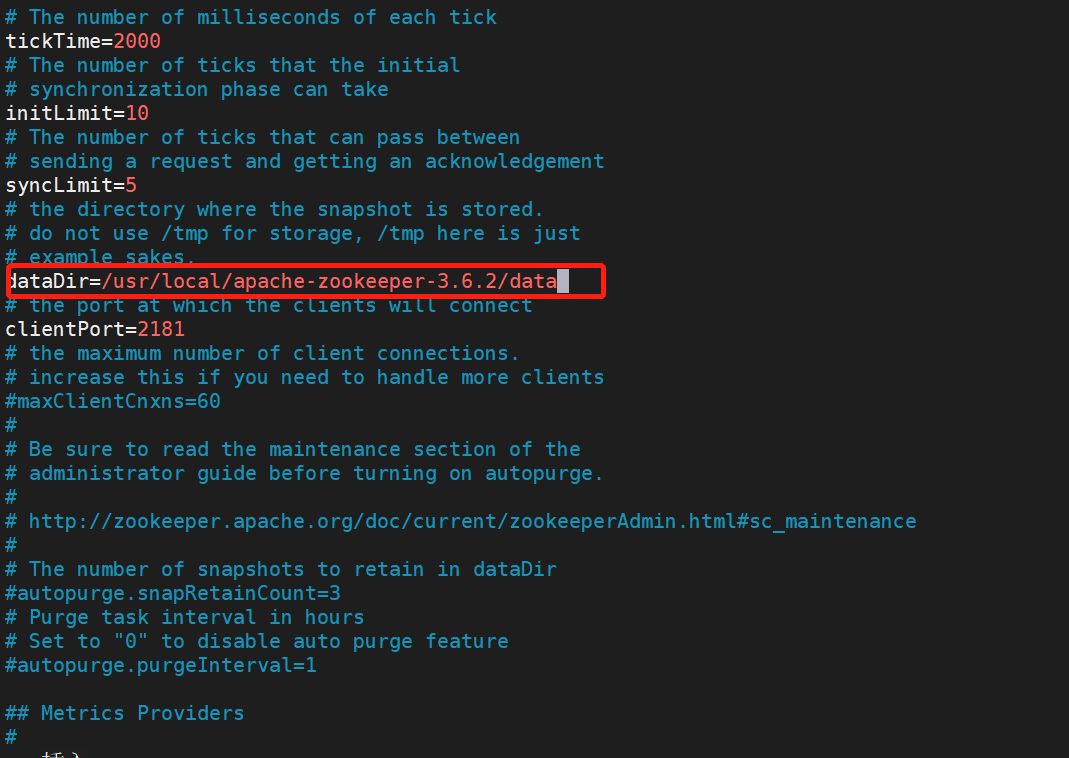 # The number of milliseconds of each tick
tickTime=2000
# The number of ticks that the initial
# synchronization phase can take
initLimit=10
# The number of ticks that can pass between
# sending a request and getting an acknowledgement
syncLimit=5
# the directory where the snapshot is stored.
# do not use /tmp for storage, /tmp here is just
# example sakes.
dataDir=/usr/local/apache-zookeeper-3.6.2/data
# the port at which the clients will connect
clientPort=2181
# the maximum number of client connections.
# increase this if you need to handle more clients
#maxClientCnxns=60
#
# Be sure to read the maintenance section of the
# administrator guide before turning on autopurge.
#
# http://zookeeper.apache.org/doc/current/zookeeperAdmin.html#sc_maintenance
#
# The number of snapshots to retain in dataDir
#autopurge.snapRetainCount=3
# Purge task interval in hours
# Set to "0" to disable auto purge feature
#autopurge.purgeInterval=1

## Metrics Providers
#